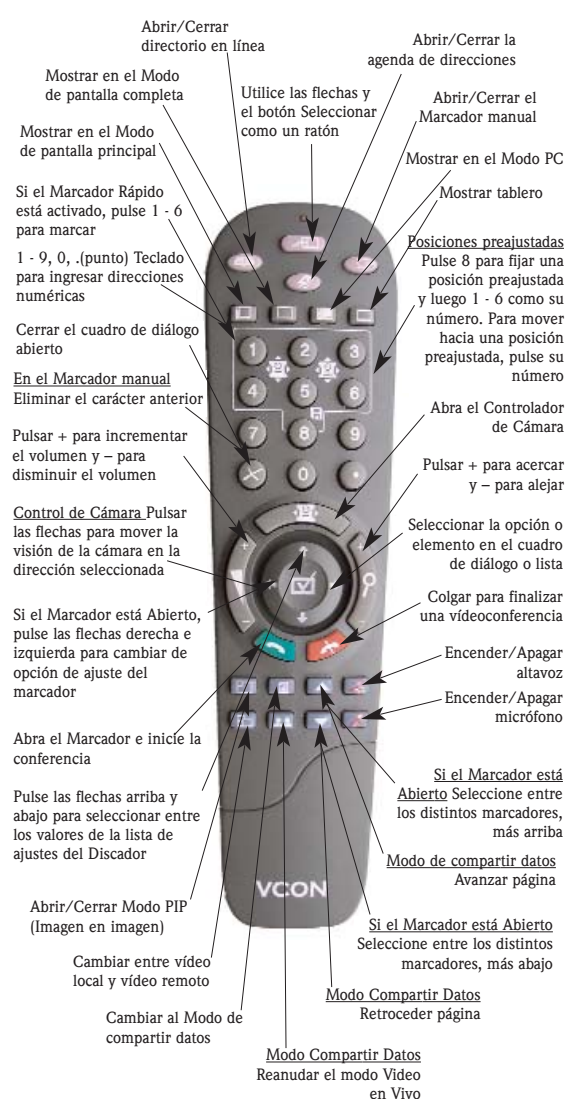 Abrir/Cerrar
directorio en línea
Abrir/Cerrar la
agenda de direcciones
Mostrar en el Modo
de pantalla completa
Utilice las flechas y
el botón Seleccionar
como un ratón
Abrir/Cerrar el
Marcador manual
Mostrar en el Modo
de pantalla principal
Mostrar en el Modo PC
Mostrar tablero
Si el Marcador Rápido
está activado, pulse 1 - 6
para marcar
Posiciones preajustadas
Pulse 8 para fijar una
posición preajustada
y luego 1 - 6 como su
número. Para mover
hacia una posición
preajustada, pulse su
número
1 - 9, 0, .(punto) Teclado
para ingresar direcciones
numéricas
Cerrar el cuadro de diálogo
abierto
En el Marcador manual
Eliminar el carácter anterior
Abra el Controlador
de Cámara
Pulsar + para incrementar
el volumen y – para
disminuir el volumen
Pulsar + para acercar
y – para alejar
Control de Cámara Pulsar
las flechas para mover la
visión de la cámara en la
dirección seleccionada
Seleccionar la opción o
elemento en el cuadro
de diálogo o lista
Si el Marcador está Abierto,
pulse las flechas derecha e
izquierda para cambiar de
opción de ajuste del
marcador
Colgar para finalizar
una vídeoconferencia
Encender/Apagar
altavoz
Encender/Apagar
micrófono
Abra el Marcador e inicie la
conferencia
Pulse las flechas arriba y
abajo para seleccionar entre
los valores de la lista de
ajustes del Discador
Si el Marcador está
Abierto Seleccione entre
los distintos marcadores,
más arriba
Modo de compartir datos
Avanzar página
Abrir/Cerrar Modo PIP
(Imagen en imagen)
Si el Marcador está Abierto
Seleccione entre los distintos
marcadores, más abajo
Cambiar entre vídeo
local y vídeo remoto
Modo Compartir Datos
Retroceder página
Cambiar al Modo de
compartir datos
Modo Compartir Datos
Reanudar el modo Video
en Vivo
1 2 3
4 5 6
7 8 9
0 .
+ +
– –
VCON